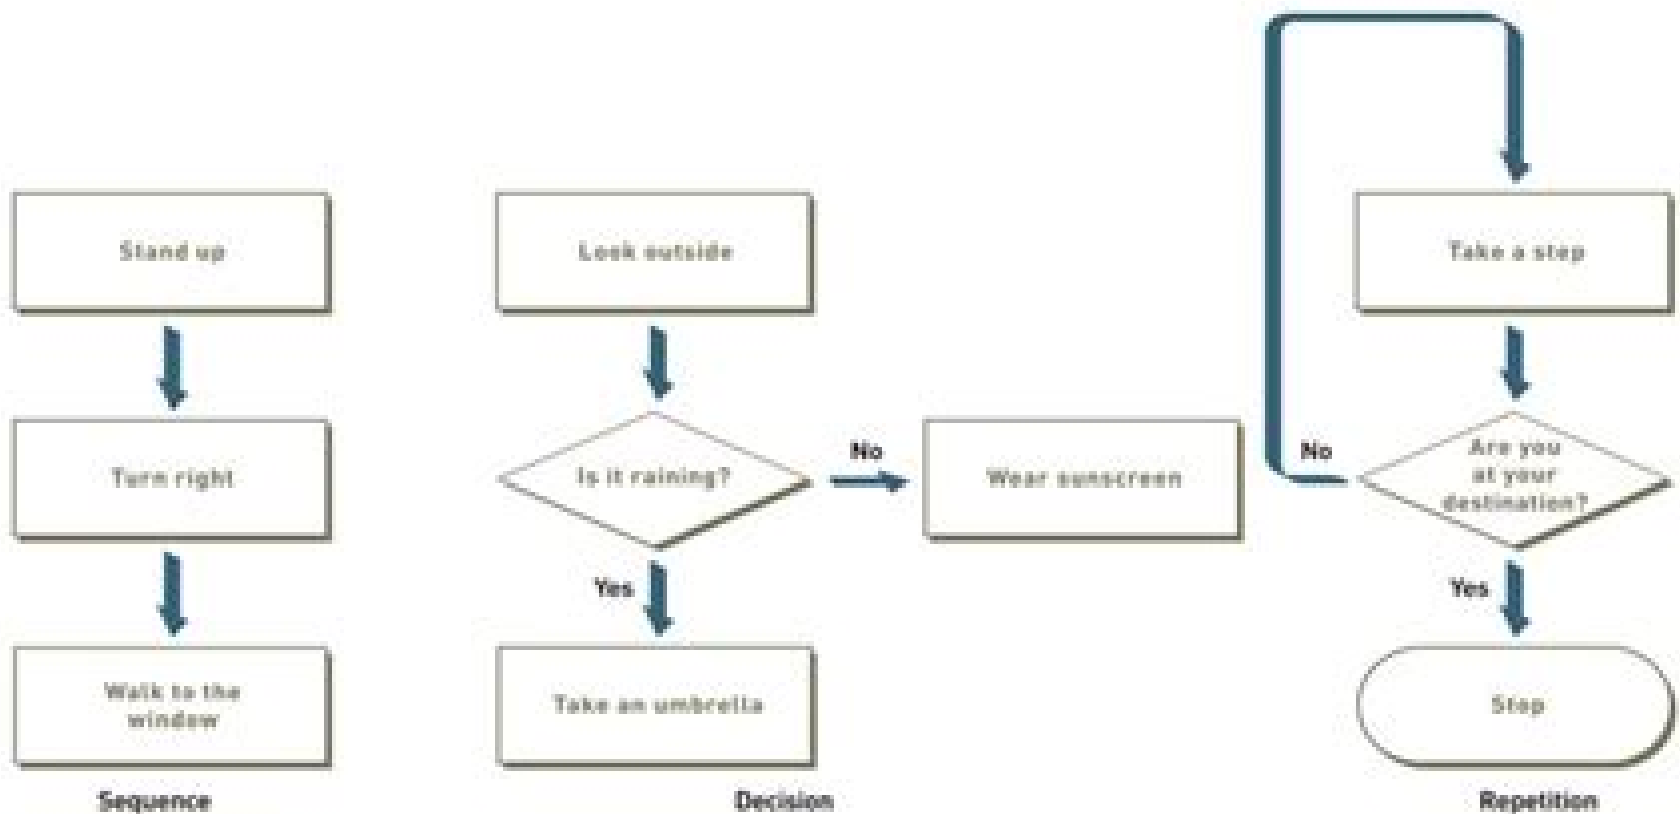 Stand up
Turn right
Walk to the
window
Sequence
Look outside
Is it raining?
No
Wear sunscreen
Yes
Take an umbrella
Decision
Take a step
Are you
at your
destination?
No
Yes
Stop
Repetition